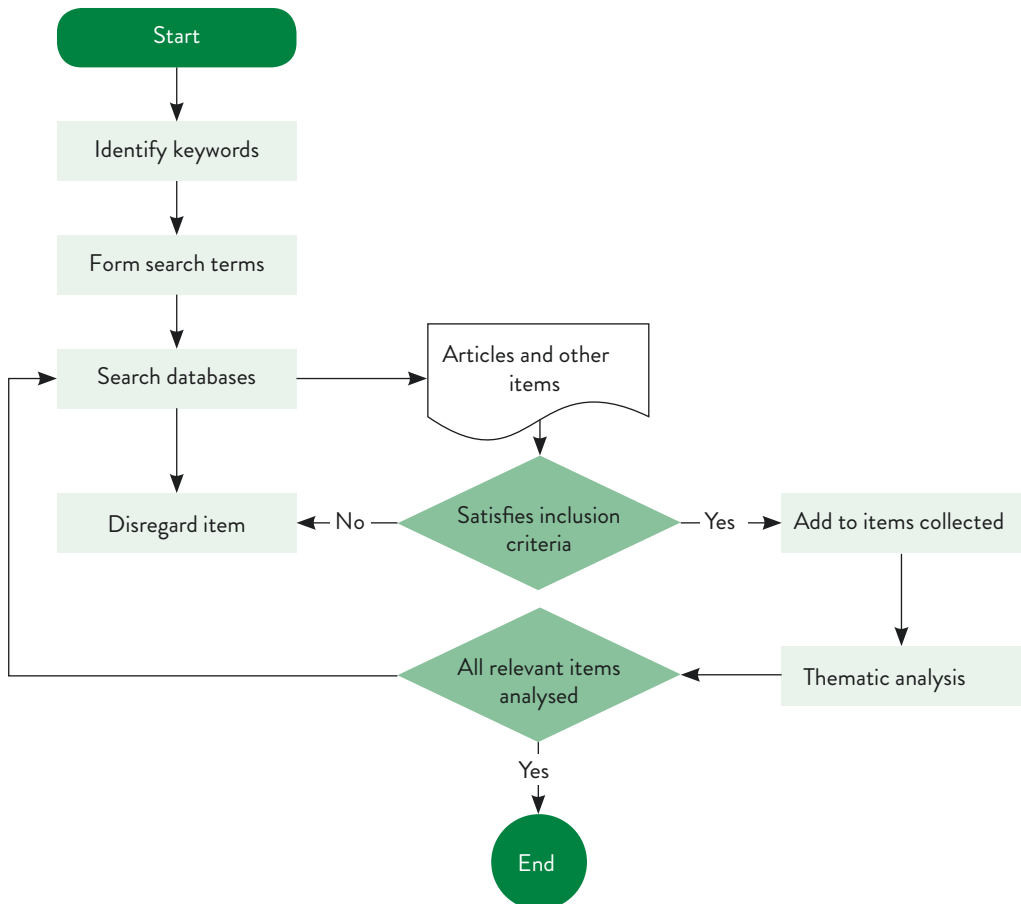 Start
Identify keywords
Form search terms
Search databases
Articles and other
items
Disregard item
No
Satisfies inclusion
criteria
Yes
Add to items collected
All relevant items
analysed
Thematic analysis
Yes
End